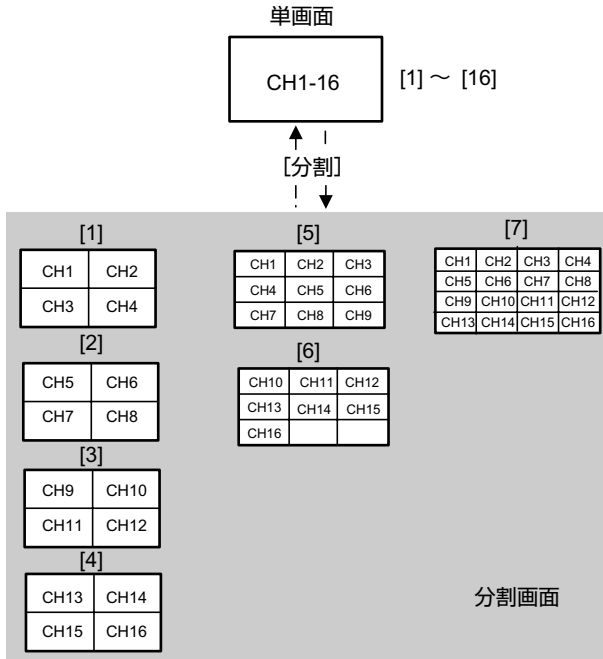 単画面
CH1-16
[1]～ [16]
[分割]
[1]
CH1 CH2
CH3 CH4
[2]
CH5 CH6
CH7 CH8
[3]
CH9 CH10
CH11 CH12
[4]
CH13 CH14
CH15 CH16
[5]
CH1 CH2 CH3
CH4 CH5 CH6
CH7 CH8 CH9
[6]
CH10 CH11 CH12
CH13 CH14 CH15
CH16
[7]
CH1 CH2 CH3 CH4
CH5 CH6 CH7 CH8
CH9 CH10 CH11 CH12
CH13 CH14 CH15 CH16
分割画面